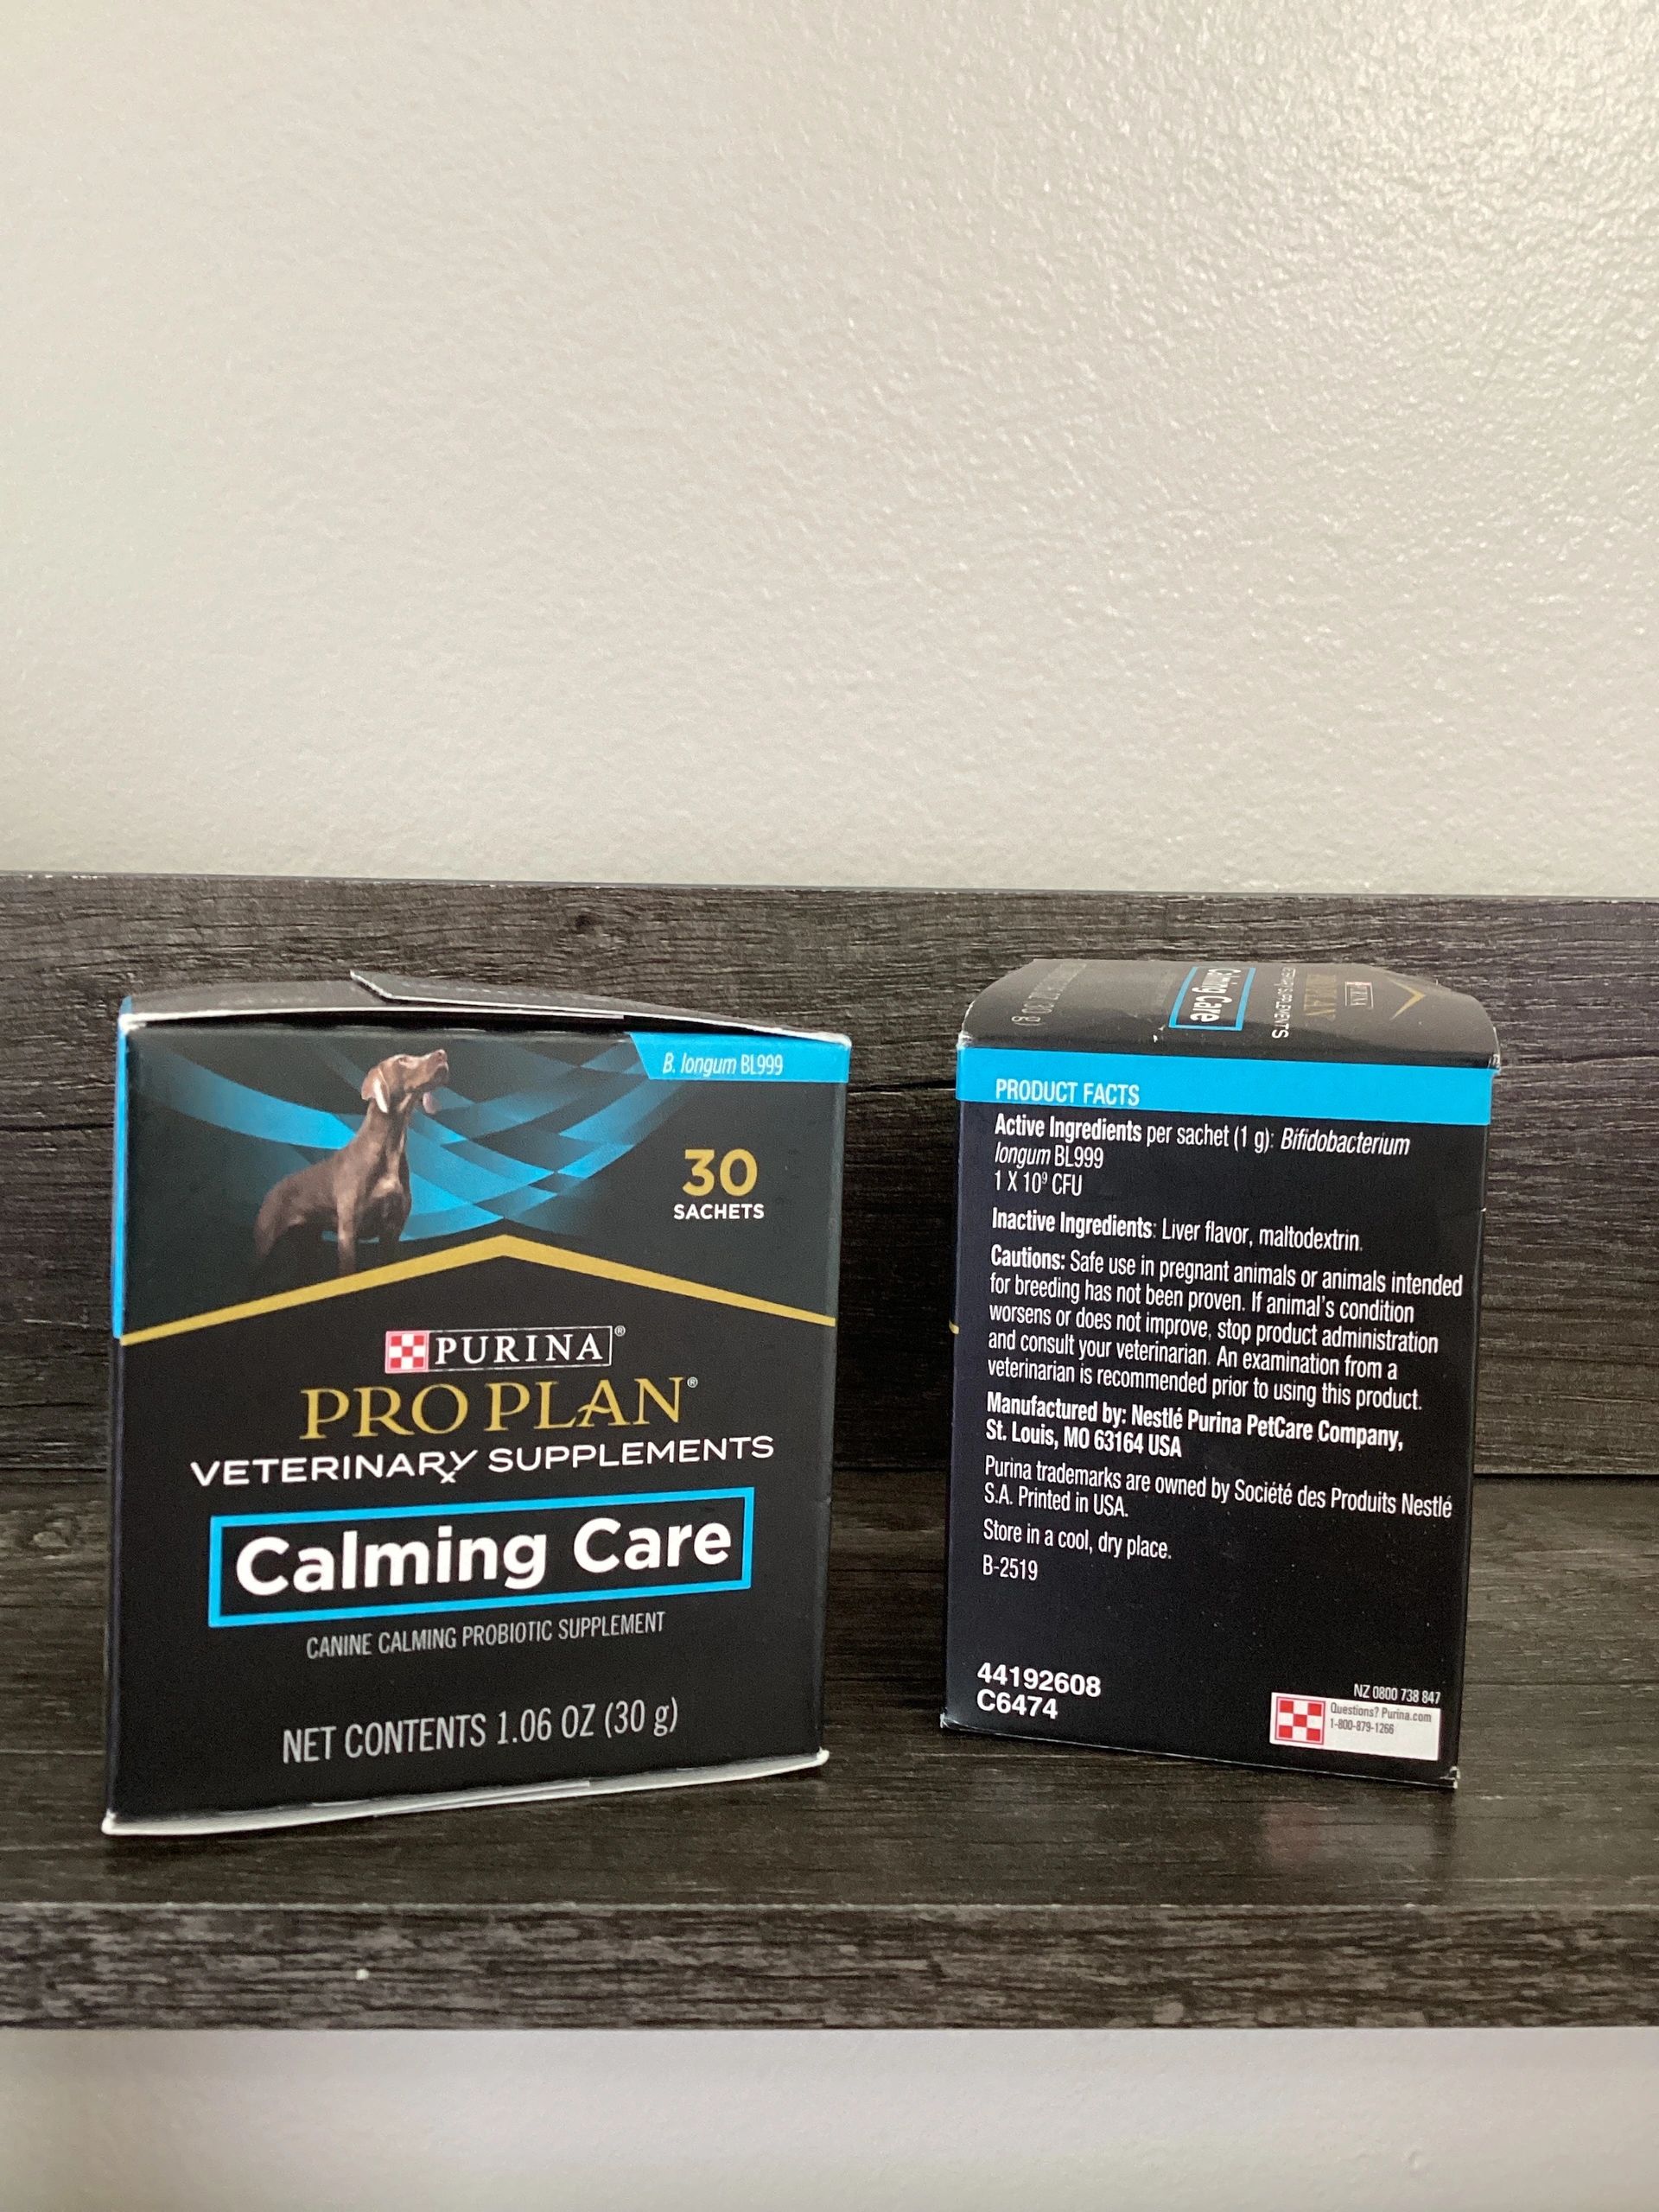 B. longum BL999
30
SACHETS
PURINA®
PRO PLAN®
VETERINARY SUPPLEMENTS
Calming Care
CANINE CALMING PROBIOTIC SUPPLEMENT
NET CONTENTS 1.06 OZ (30 g)
PURINA
PRO PLAN
VETERINARY SUPPLEMENTS
Calming Care
PRODUCT FACTS
Active Ingredients per sachet (1 g): Bifidobacterium
longum BL999
1 X 10⁹ CFU
Inactive Ingredients: Liver flavor, maltodextrin.
Cautions: Safe use in pregnant animals or animals intended
for breeding has not been proven. If animal's condition
worsens or does not improve, stop product administration
and consult your veterinarian. An examination from a
veterinarian is recommended prior to using this product.
Manufactured by: Nestlé Purina PetCare Company,
St. Louis, MO 63164 USA
Purina trademarks are owned by Société des Produits Nestlé
S.A. Printed in USA.
Store in a cool, dry place.
B-2519
44192608
C6474
NZ 0800 738 847
Questions? Purina.com
1-800-879-1266